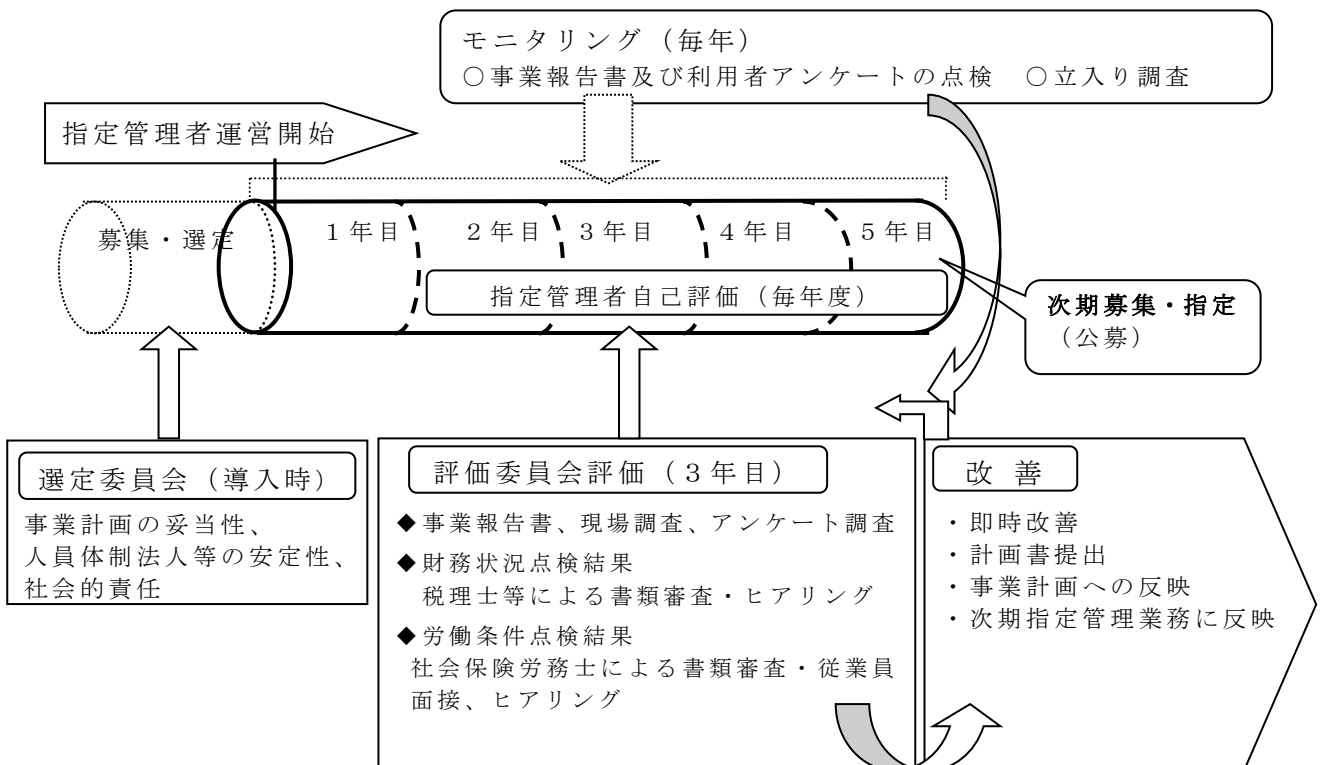 モニタリング（毎年）
○事業報告書及び利用者アンケートの点検　○立入り調査
指定管理者運営開始
募集・選定
１年目
２年目
３年目
４年目
５年目
指定管理者自己評価（毎年度）
次期募集・指定
（公募）
選定委員会（導入時）
事業計画の妥当性、
人員体制法人等の安定性、
社会的責任
評価委員会評価（３年目）
◆事業報告書、現場調査、アンケート調査
◆財務状況点検結果
税理士等による書類審査・ヒアリング
◆労働条件点検結果
社会保険労務士による書類審査・従業員
面接、ヒアリング
改善
・即時改善
・計画書提出
・事業計画への反映
・次期指定管理業務に反映